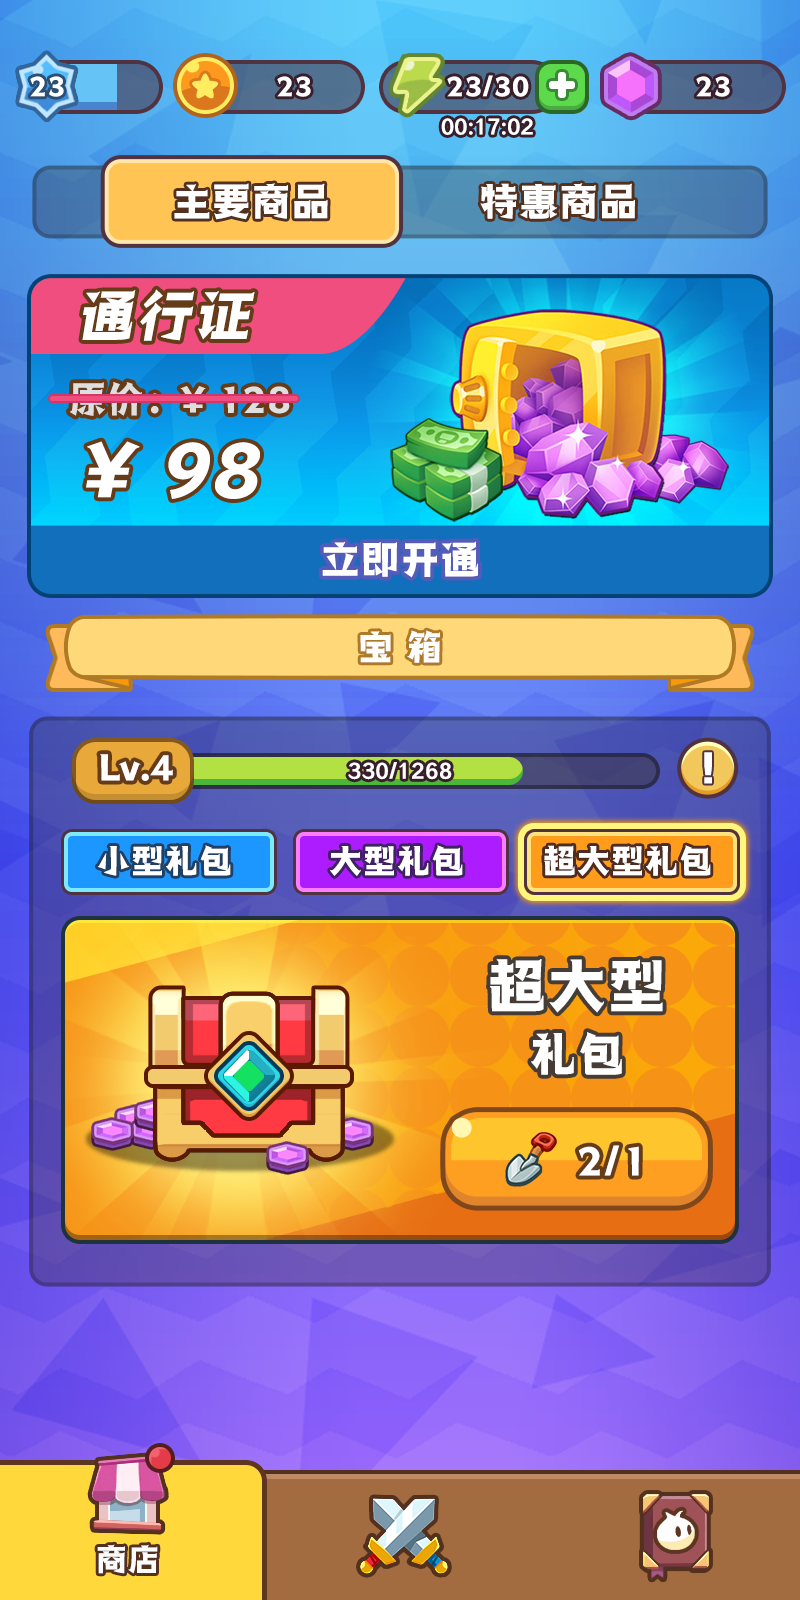 23
23
23/30
23
00:17:02
主要商品
特惠商品
通行证
原价：¥ 128
¥ 98
立即开通
宝 箱
Lv.4
330/1268
!
小型礼包
大型礼包
超大型礼包
超大型
礼包
2/1
商店